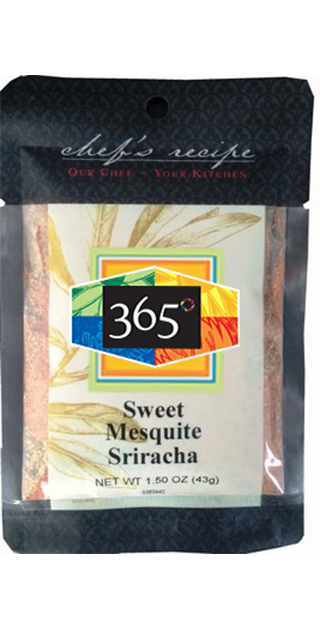 chef's recipe
OUR CHEF ~ YOUR KITCHEN
365°
Sweet
Mesquite
Sriracha
NET WT 1.50 OZ (43g)